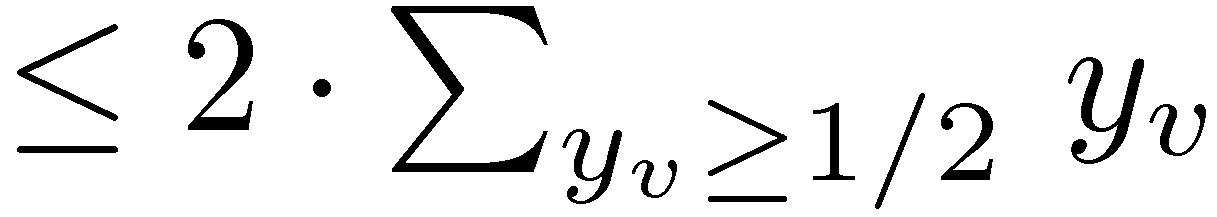 ≤ 2 · ∑_{y_v ≥ 1/2} y_v